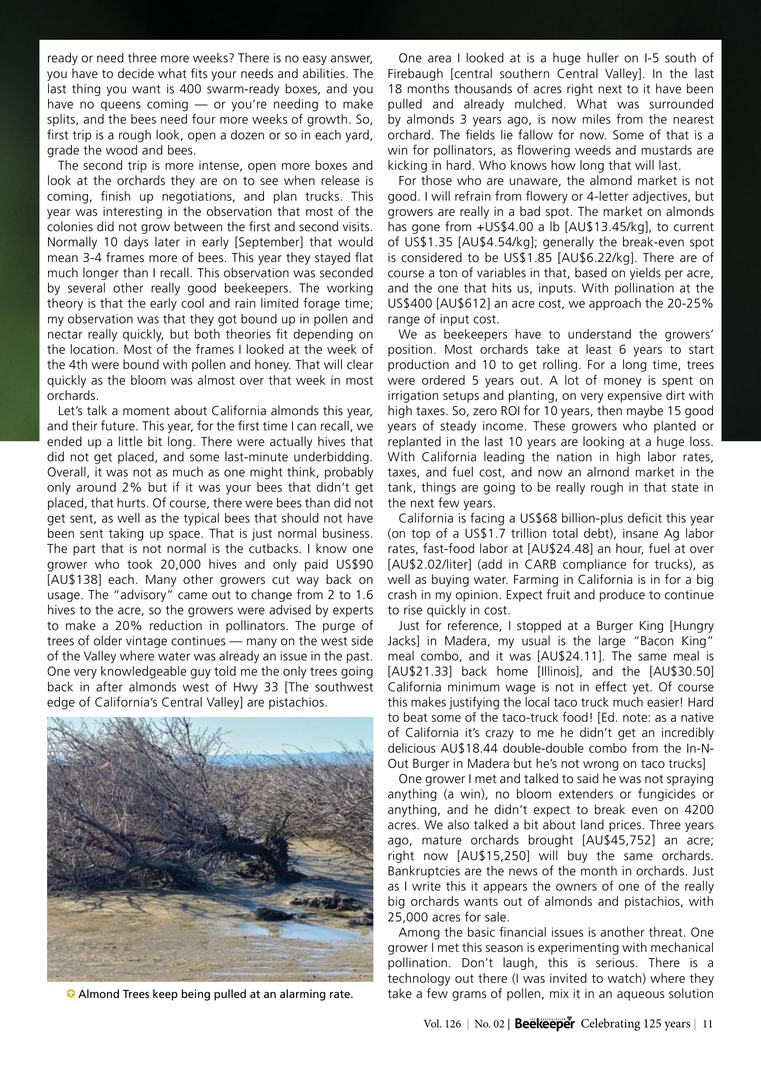 ready or need three more weeks? There is no easy answer,
you have to decide what fits your needs and abilities. The
last thing you want is 400 swarm-ready boxes, and you
have no queens coming — or you're needing to make
splits, and the bees need four more weeks of growth. So,
first trip is a rough look, open a dozen or so in each yard,
grade the wood and bees.
The second trip is more intense, open more boxes and
look at the orchards they are on to see when release is
coming, finish up negotiations, and plan trucks. This
year was interesting in the observation that most of the
colonies did not grow between the first and second visits.
Normally 10 days later in early [September] that would
mean 3-4 frames more of bees. This year they stayed flat
much longer than I recall. This observation was seconded
by several other really good beekeepers. The working
theory is that the early cool and rain limited forage time;
my observation was that they got bound up in pollen and
nectar really quickly, but both theories fit depending on
the location. Most of the frames I looked at the week of
the 4th were bound with pollen and honey. That will clear
quickly as the bloom was almost over that week in most
orchards.
Let's talk a moment about California almonds this year,
and their future. This year, for the first time I can recall, we
ended up a little bit long. There were actually hives that
did not get placed, and some last-minute underbidding.
Overall, it was not as much as one might think, probably
only around 2% but if it was your bees that didn't get
placed, that hurts. Of course, there were bees than did not
get sent, as well as the typical bees that should not have
been sent taking up space. That is just normal business.
The part that is not normal is the cutbacks. I know one
grower who took 20,000 hives and only paid US$90
[AU$138] each. Many other growers cut way back on
usage. The "advisory" came out to change from 2 to 1.6
hives to the acre, so the growers were advised by experts
to make a 20% reduction in pollinators. The purge of
trees of older vintage continues — many on the west side
of the Valley where water was already an issue in the past.
One very knowledgeable guy told me the only trees going
back in after almonds west of Hwy 33 [The southwest
edge of California's Central Valley] are pistachios.
Almond Trees keep being pulled at an alarming rate.
One area I looked at is a huge huller on I-5 south of
Firebaugh [central southern Central Valley]. In the last
18 months thousands of acres right next to it have been
pulled and already mulched. What was surrounded
by almonds 3 years ago, is now miles from the nearest
orchard. The fields lie fallow for now. Some of that is a
win for pollinators, as flowering weeds and mustards are
kicking in hard. Who knows how long that will last.
For those who are unaware, the almond market is not
good. I will refrain from flowery or 4-letter adjectives, but
growers are really in a bad spot. The market on almonds
has gone from +US$4.00 a lb [AU$13.45/kg], to current
of US$1.35 [AU$4.54/kg]; generally the break-even spot
is considered to be US$1.85 [AU$6.22/kg]. There are of
course a ton of variables in that, based on yields per acre,
and the one that hits us, inputs. With pollination at the
US$400 [AU$612] an acre cost, we approach the 20-25%
range of input cost.
We as beekeepers have to understand the growers'
position. Most orchards take at least 6 years to start
production and 10 to get rolling. For a long time, trees
were ordered 5 years out. A lot of money is spent on
irrigation setups and planting, on very expensive dirt with
high taxes. So, zero ROI for 10 years, then maybe 15 good
years of steady income. These growers who planted or
replanted in the last 10 years are looking at a huge loss.
With California leading the nation in high labor rates,
taxes, and fuel cost, and now an almond market in the
tank, things are going to be really rough in that state in
the next few years.
California is facing a US$68 billion-plus deficit this year
(on top of a US$1.7 trillion total debt), insane Ag labor
rates, fast-food labor at [AU$24.48] an hour, fuel at over
[AU$2.02/liter] (add in CARB compliance for trucks), as
well as buying water. Farming in California is in for a big
crash in my opinion. Expect fruit and produce to continue
to rise quickly in cost.
Just for reference, I stopped at a Burger King [Hungry
Jacks] in Madera, my usual is the large "Bacon King"
meal combo, and it was [AU$24.11]. The same meal is
[AU$21.33] back home [Illinois], and the [AU$30.50]
California minimum wage is not in effect yet. Of course
this makes justifying the local taco truck much easier! Hard
to beat some of the taco-truck food! [Ed. note: as a native
of California it's crazy to me he didn't get an incredibly
delicious AU$18.44 double-double combo from the In-N-
Out Burger in Madera but he's not wrong on taco trucks]
One grower I met and talked to said he was not spraying
anything (a win), no bloom extenders or fungicides or
anything, and he didn't expect to break even on 4200
acres. We also talked a bit about land prices. Three years
ago, mature orchards brought [AU$45,752] an acre;
right now [AU$15,250] will buy the same orchards.
Bankruptcies are the news of the month in orchards. Just
as I write this it appears the owners of one of the really
big orchards wants out of almonds and pistachios, with
25,000 acres for sale.
Among the basic financial issues is another threat. One
grower I met this season is experimenting with mechanical
pollination. Don't laugh, this is serious. There is a
technology out there (I was invited to watch) where they
take a few grams of pollen, mix it in an aqueous solution
Vol. 126 | No. 02 | Beekeeper Celebrating 125 years | 11